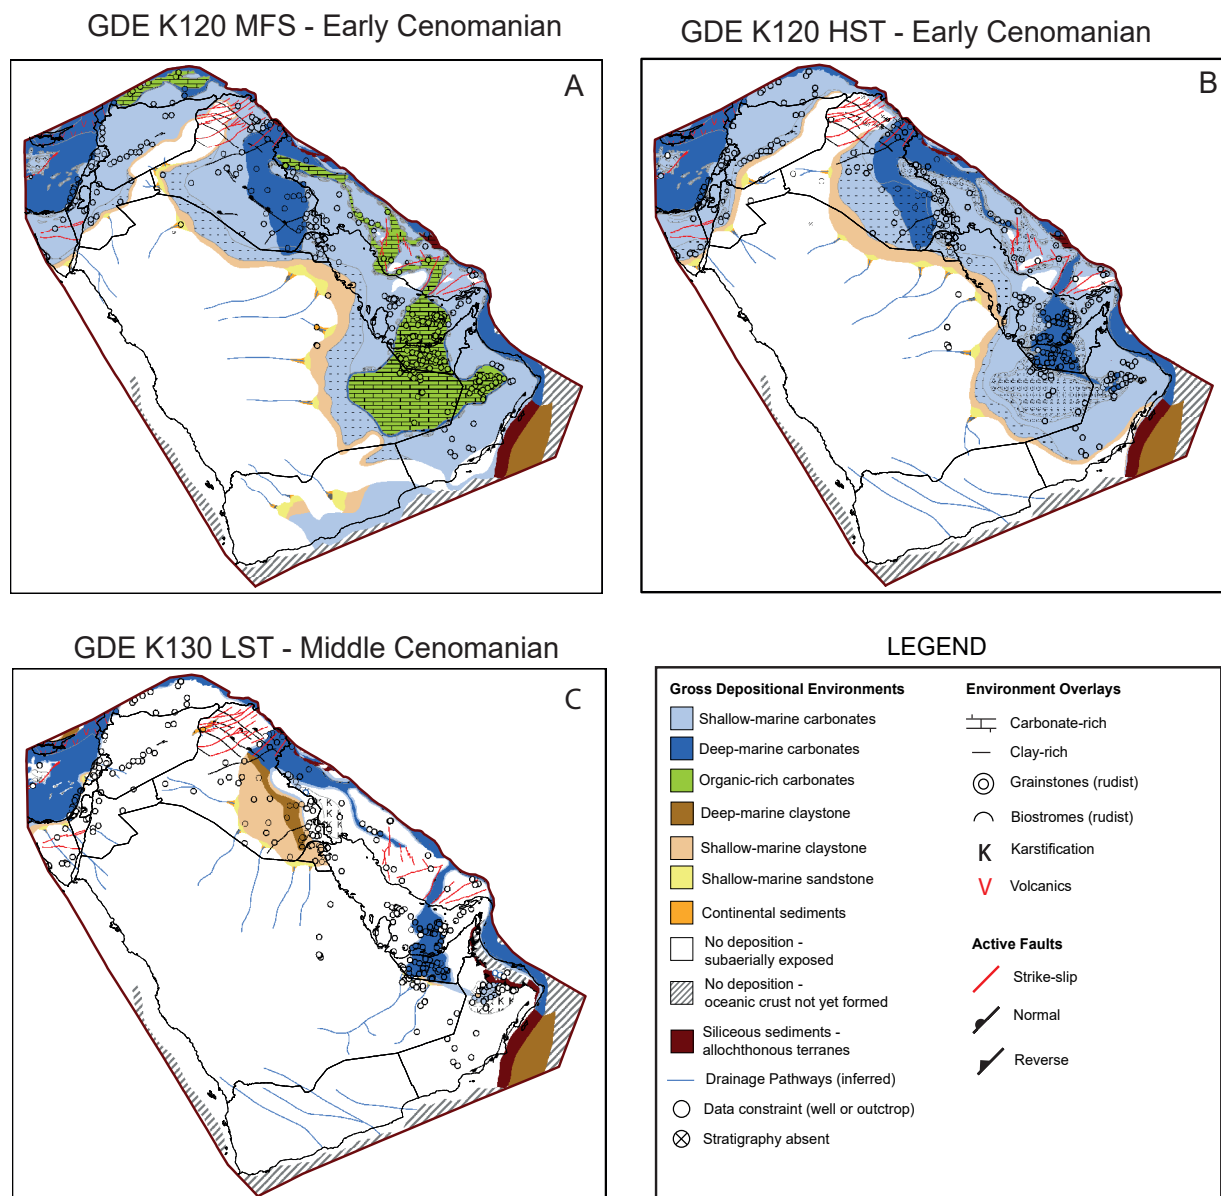 GDE K120 MFS - Early Cenomanian
GDE K120 HST - Early Cenomanian
A
B
GDE K130 LST - Middle Cenomanian
C
K K
K K
K
K K
K K
LEGEND
Gross Depositional Environments
Shallow-marine carbonates
Deep-marine carbonates
Organic-rich carbonates
Deep-marine claystone
Shallow-marine claystone
Shallow-marine sandstone
Continental sediments
No deposition -
subaerially exposed
No deposition -
oceanic crust not yet formed
Siliceous sediments -
allochthonous terranes
Drainage Pathways (inferred)
Data constraint (well or outctrop)
Stratigraphy absent
Environment Overlays
Carbonate-rich
Clay-rich
Grainstones (rudist)
Biostromes (rudist)
K Karstification
V Volcanics
Active Faults
Strike-slip
Normal
Reverse